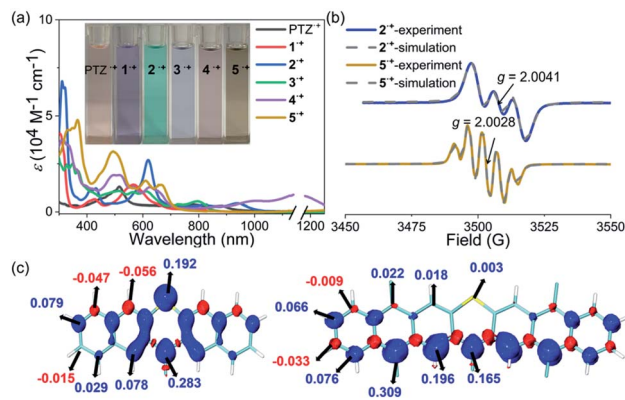 (a)
10
5
0
ε (10⁴ M⁻¹ cm⁻¹)
PTZ·⁺ 1·⁺ 2·⁺ 3·⁺ 4·⁺ 5·⁺
PTZ·⁺
1·⁺
2·⁺
3·⁺
4·⁺
5·⁺
400 600 800 1000 1200
Wavelength (nm)
(b)
2·⁺-experiment
2·⁺-simulation
5·⁺-experiment
5·⁺-simulation
g = 2.0041
g = 2.0028
3450 3500 3550
Field (G)
(c)
0.192
-0.056
-0.047
0.079
-0.015
0.029
0.078
0.283
-0.009
0.022
0.018
0.003
0.066
-0.033
0.076
0.309
0.196
0.165